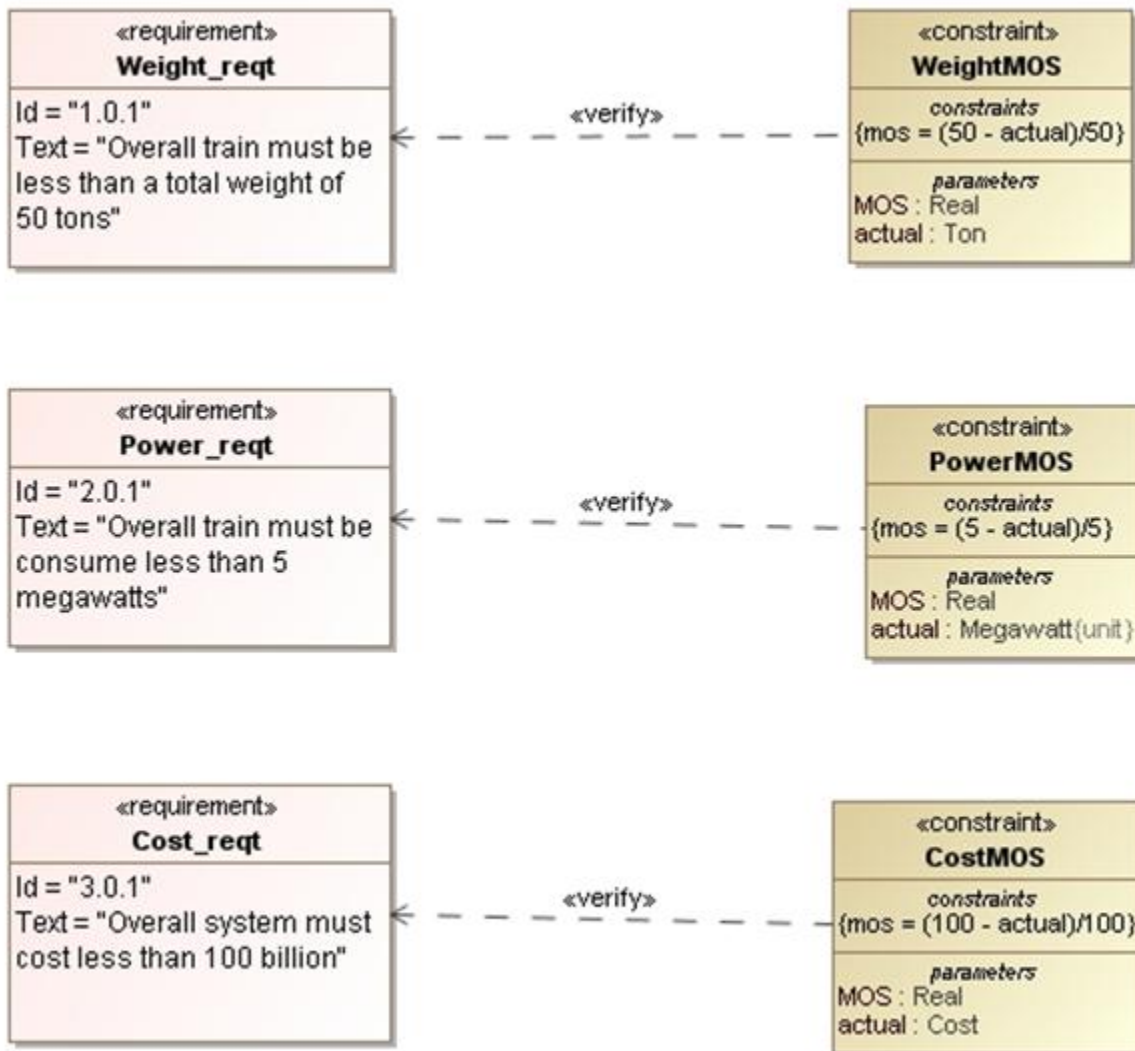 «requirement»
Weight_reqt
Id = "1.0.1"
Text = "Overall train must be
less than a total weight of
50 tons"
«verify»
«constraint»
WeightMOS
constraints
{mos = (50 - actual)/50}
parameters
MOS : Real
actual : Ton
«requirement»
Power_reqt
Id = "2.0.1"
Text = "Overall train must be
consume less than 5
megawatts"
«verify»
«constraint»
PowerMOS
constraints
{mos = (5 - actual)/5}
parameters
MOS : Real
actual : Megawatt{unit}
«requirement»
Cost_reqt
Id = "3.0.1"
Text = "Overall system must
cost less than 100 billion"
«verify»
«constraint»
CostMOS
constraints
{mos = (100 - actual)/100}
parameters
MOS : Real
actual : Cost